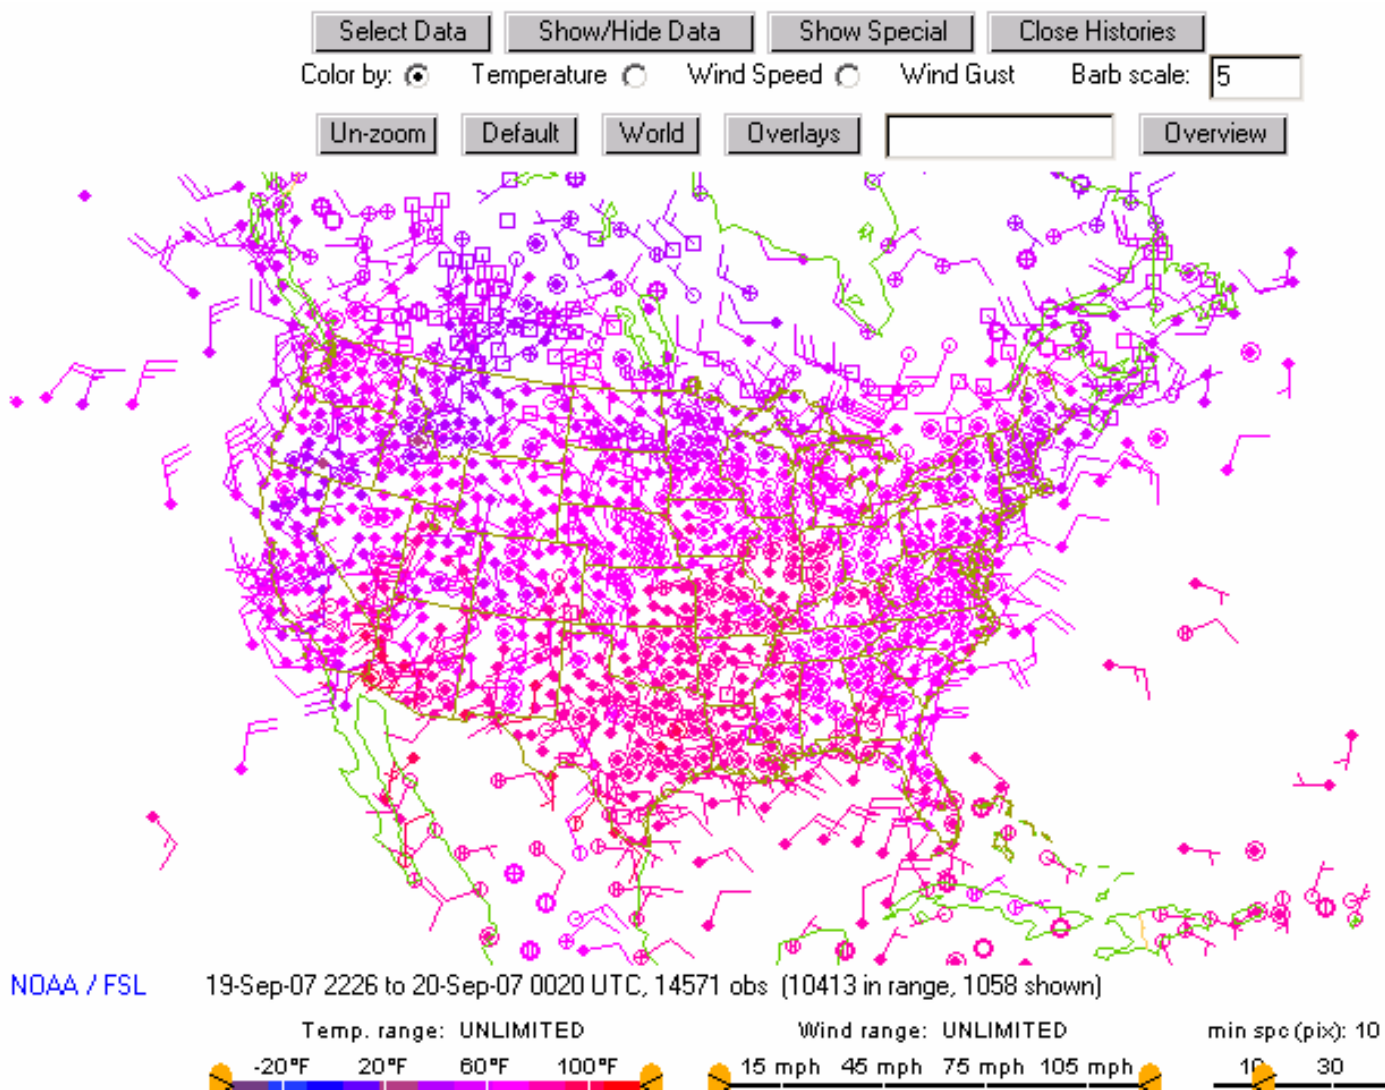 Select Data Show/Hide Data Show Special Close Histories
Color by: Temperature Wind Speed Wind Gust Barb scale: 5
Un-zoom Default World Overlays Overview
NOAA / FSL 19-Sep-07 2226 to 20-Sep-07 0020 UTC, 14571 obs (10413 in range, 1058 shown)
Temp. range: UNLIMITED Wind range: UNLIMITED min spc (pix): 10
-20°F 20°F 60°F 100°F 15 mph 45 mph 75 mph 105 mph 10 30